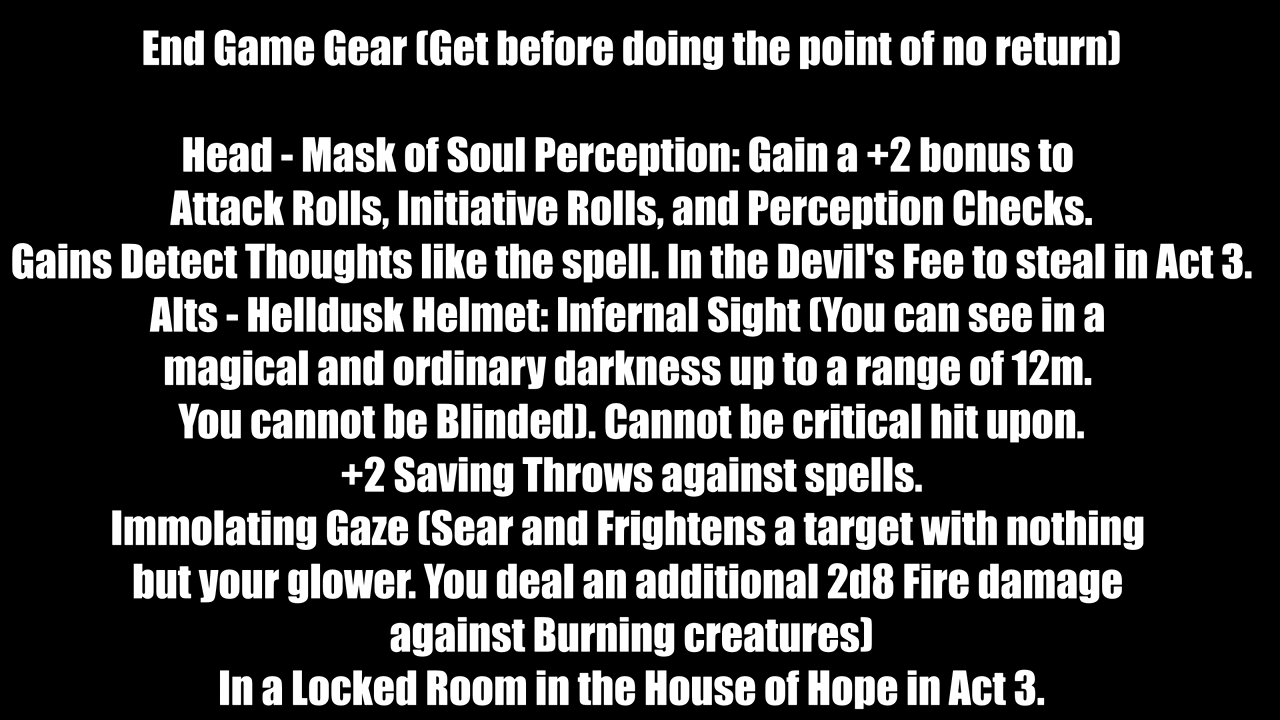 End Game Gear (Get before doing the point of no return)
Head - Mask of Soul Perception: Gain a +2 bonus to
Attack Rolls, Initiative Rolls, and Perception Checks.
Gains Detect Thoughts like the spell. In the Devil's Fee to steal in Act 3.
Alts - Helldusk Helmet: Infernal Sight (You can see in a
magical and ordinary darkness up to a range of 12m.
You cannot be Blinded). Cannot be critical hit upon.
+2 Saving Throws against spells.
Immolating Gaze (Sear and Frightens a target with nothing
but your glower. You deal an additional 2d8 Fire damage
against Burning creatures)
In a Locked Room in the House of Hope in Act 3.